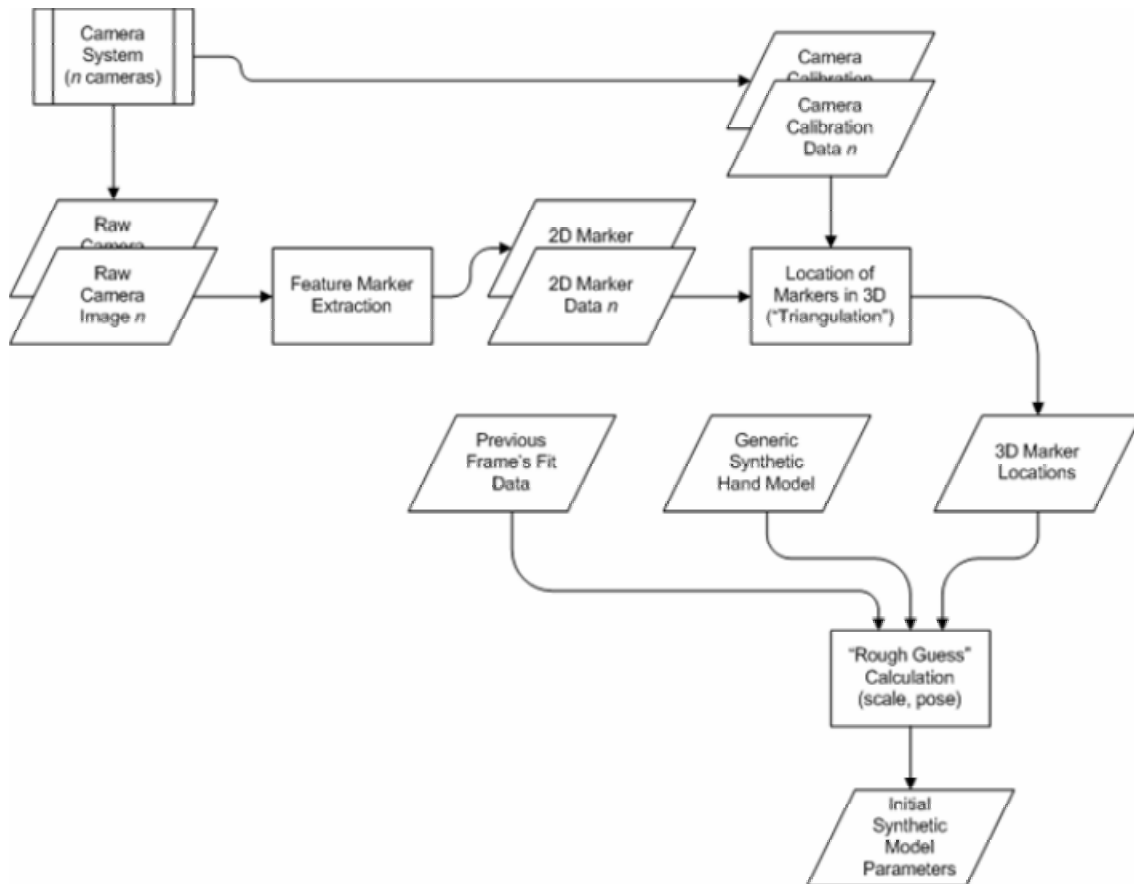 Camera
System
(n cameras)
Camera
Calibration
Camera
Calibration
Data n
Raw
Camera
Raw
Camera
Image n
Feature Marker
Extraction
2D Marker
2D Marker
Data n
Location of
Markers in 3D
("Triangulation")
Previous
Frame's Fit
Data
Generic
Synthetic
Hand Model
3D Marker
Locations
"Rough Guess"
Calculation
(scale, pose)
Initial
Synthetic
Model
Parameters